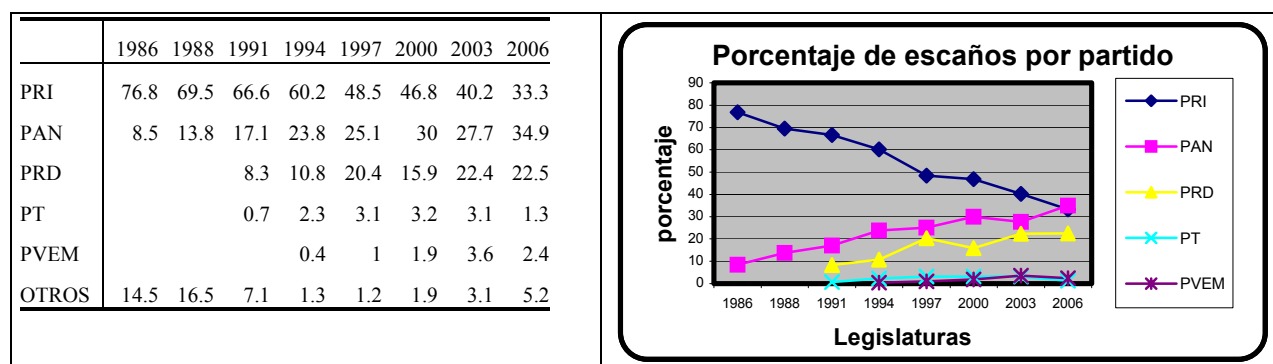 1986 1988 1991 1994 1997 2000 2003 2006
PRI 76.8 69.5 66.6 60.2 48.5 46.8 40.2 33.3
PAN 8.5 13.8 17.1 23.8 25.1 30 27.7 34.9
PRD 8.3 10.8 20.4 15.9 22.4 22.5
PT 0.7 2.3 3.1 3.2 3.1 1.3
PVEM 0.4 1 1.9 3.6 2.4
OTROS 14.5 16.5 7.1 1.3 1.2 1.9 3.1 5.2
Porcentaje de escaños por partido
porcentaje
90
80
70
60
50
40
30
20
10
0
1986 1988 1991 1994 1997 2000 2003 2006
Legislaturas
PRI
PAN
PRD
PT
PVEM